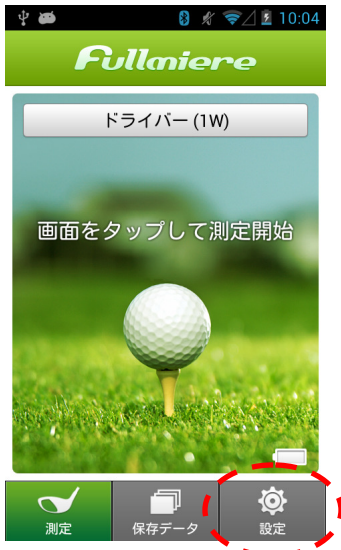 10:04
Fullmiere
ドライバー (1W)
画面をタップして測定開始
測定
保存データ
設定